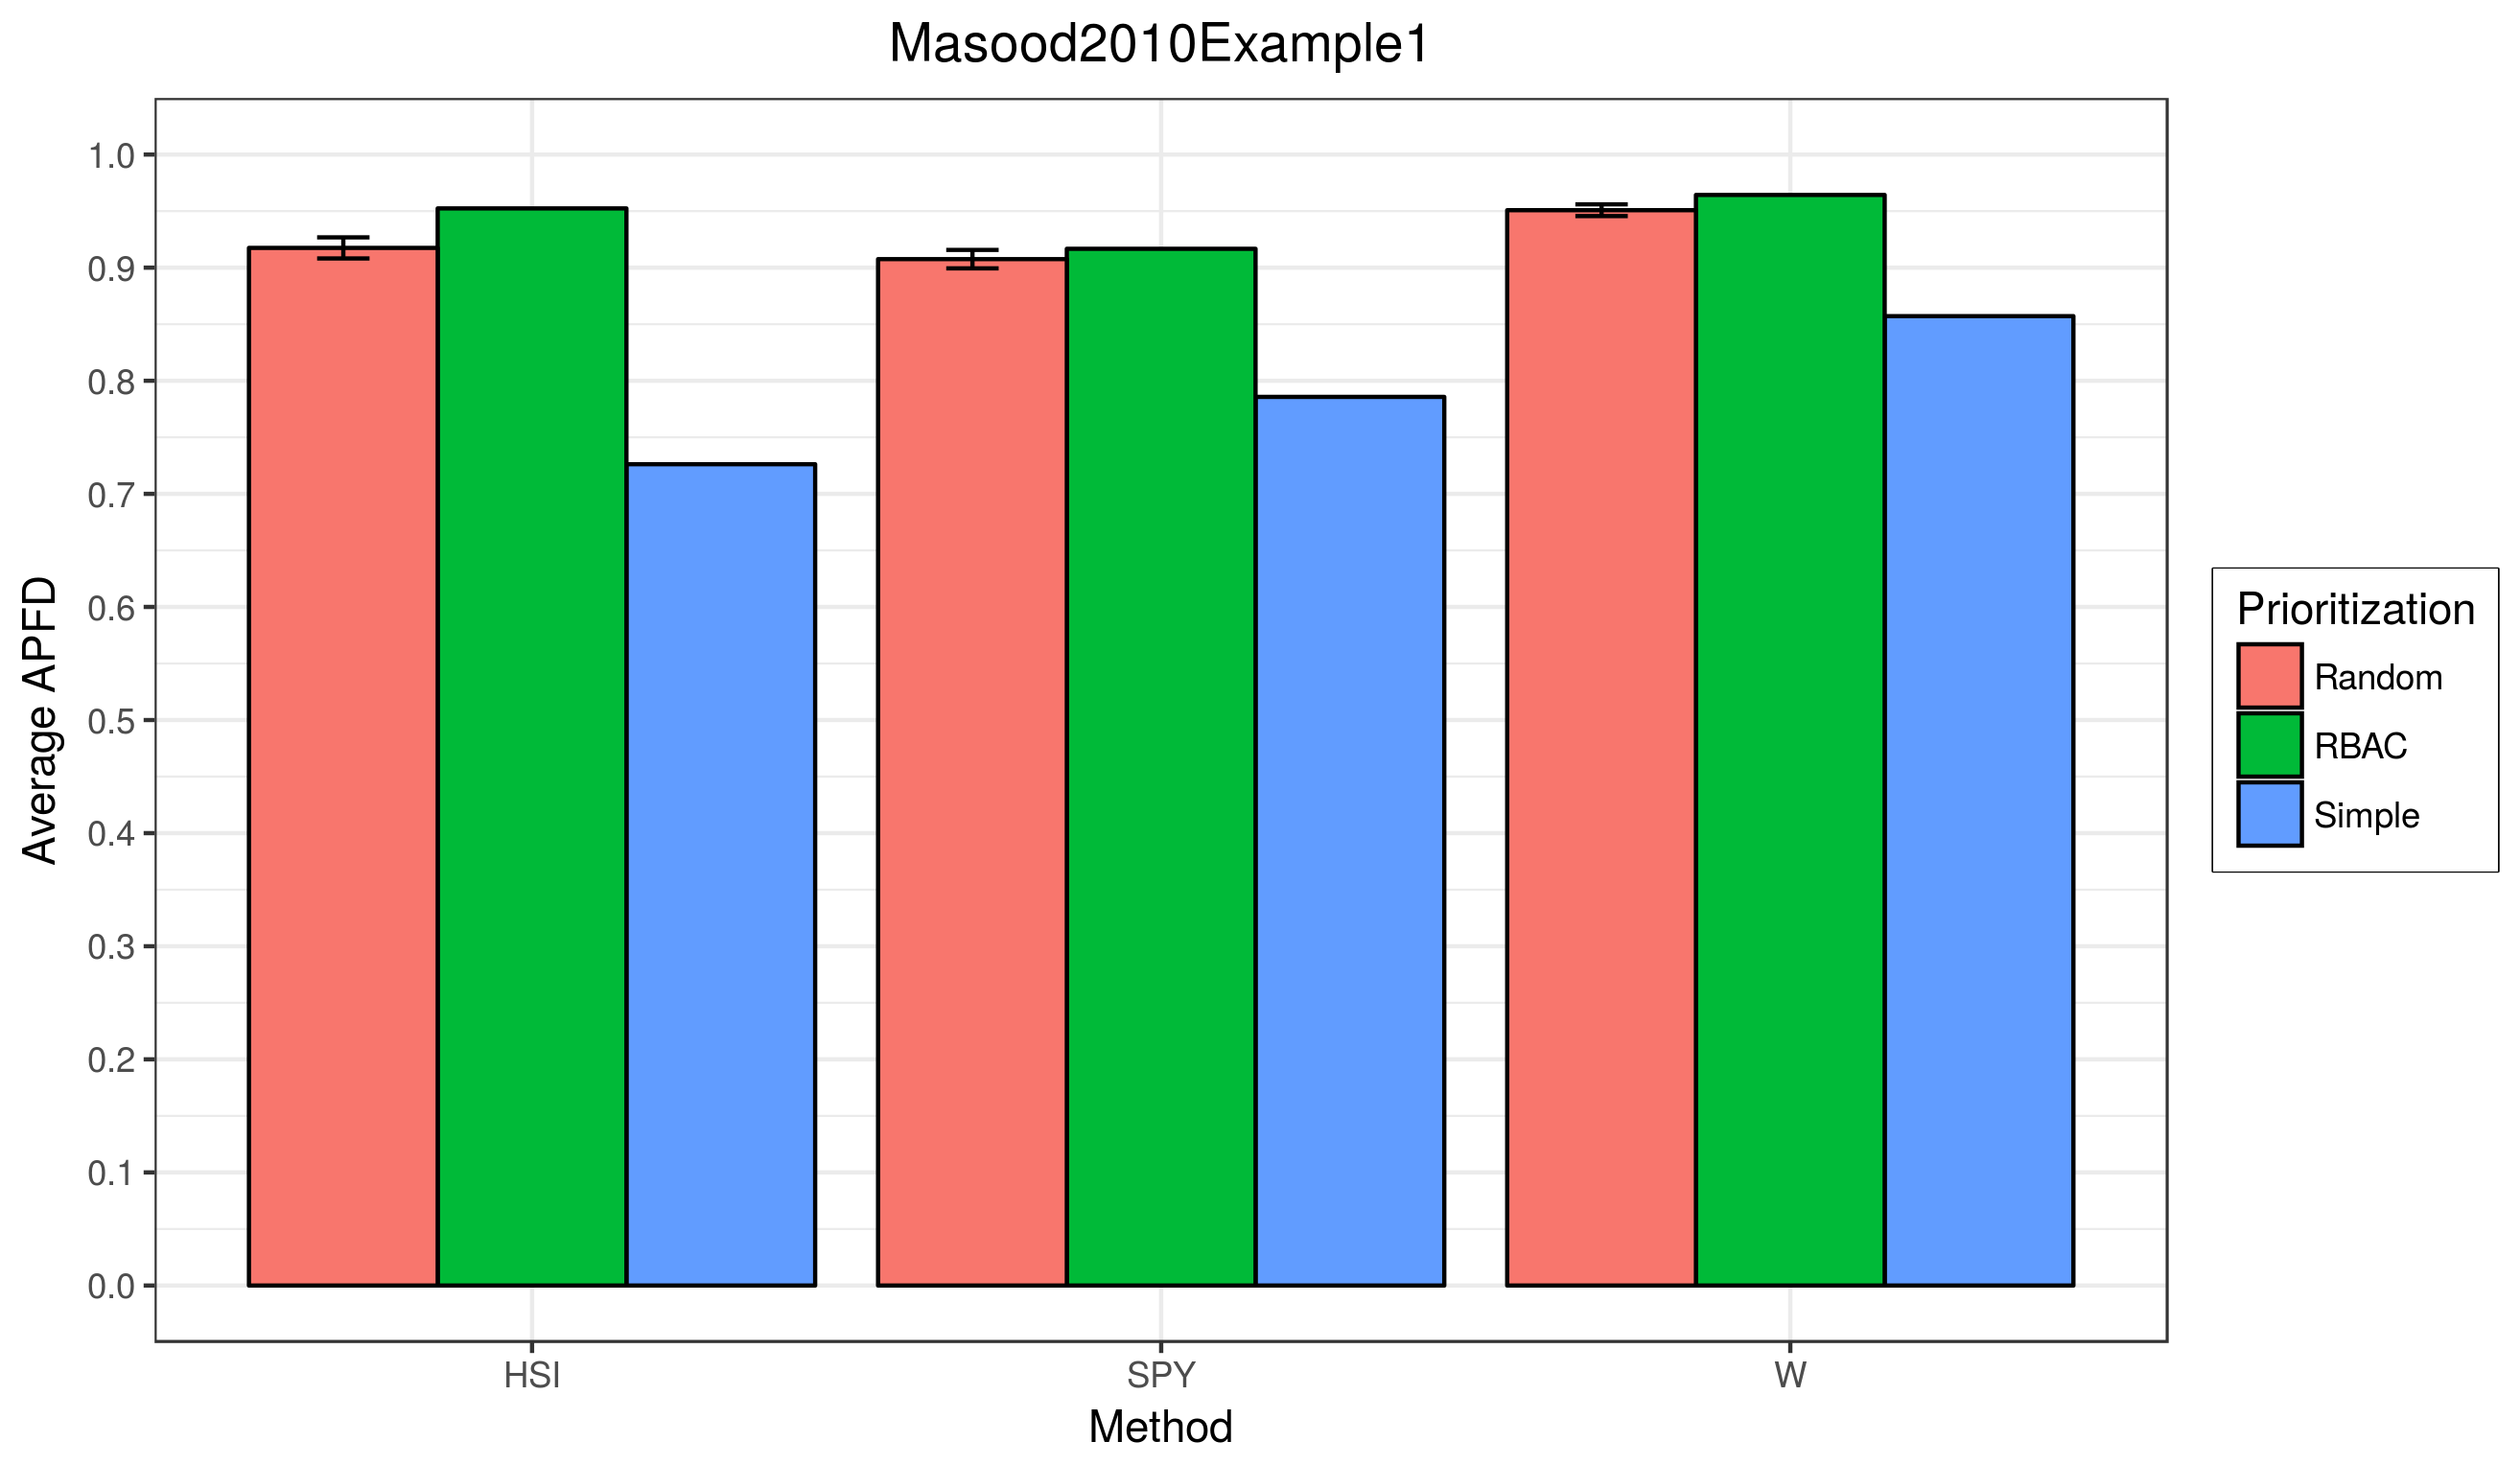 Masood2010Example1
Average APFD
1.0
0.9
0.8
0.7
0.6
0.5
0.4
0.3
0.2
0.1
0.0
HSI
SPY
W
Method
Prioritization
Random
RBAC
Simple